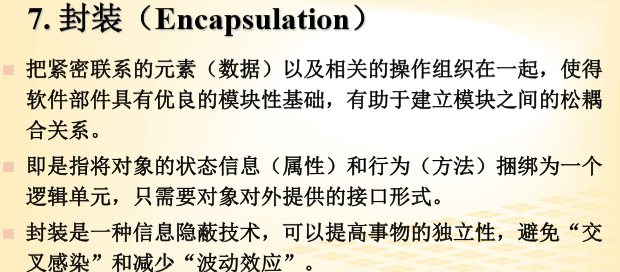 7. 封装（Encapsulation）
把紧密联系的元素（数据）以及相关的操作组织在一起，使得
软件部件具有优良的模块性基础，有助于建立模块之间的松耦
合关系。
即是指将对象的状态信息（属性）和行为（方法）捆绑为一个
逻辑单元，只需要对象对外提供的接口形式。
封装是一种信息隐蔽技术，可以提高事物的独立性，避免“交
叉感染”和减少“波动效应”。